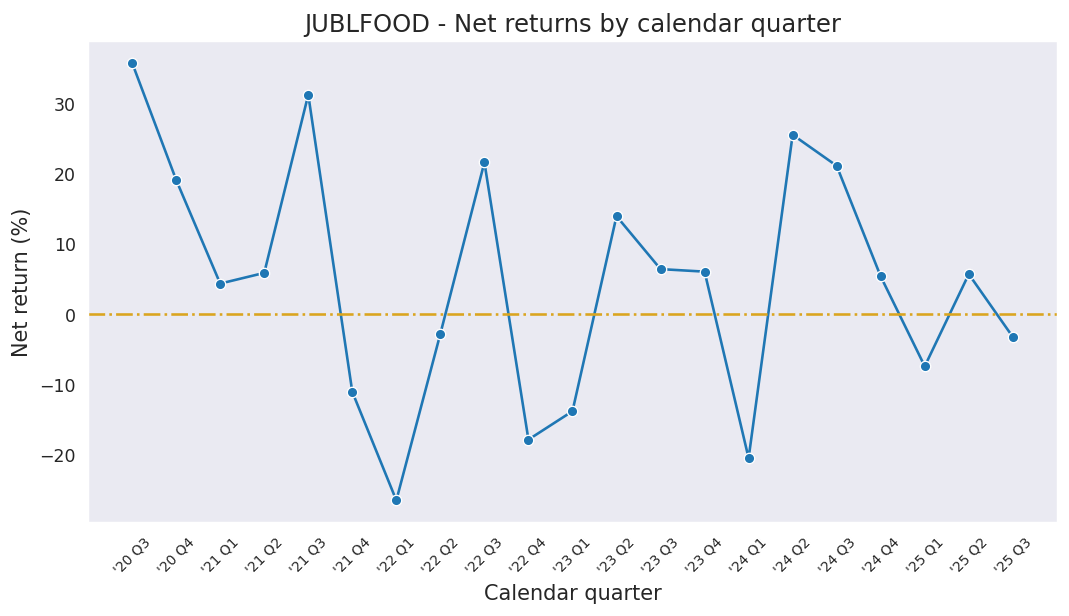 JUBLFOOD - Net returns by calendar quarter
Net return (%)
30
20
10
0
−10
−20
'20 Q3
'20 Q4
'21 Q1
'21 Q2
'21 Q3
'21 Q4
'22 Q1
'22 Q2
'22 Q3
'22 Q4
'23 Q1
'23 Q2
'23 Q3
'23 Q4
'24 Q1
'24 Q2
'24 Q3
'24 Q4
'25 Q1
'25 Q2
'25 Q3
Calendar quarter